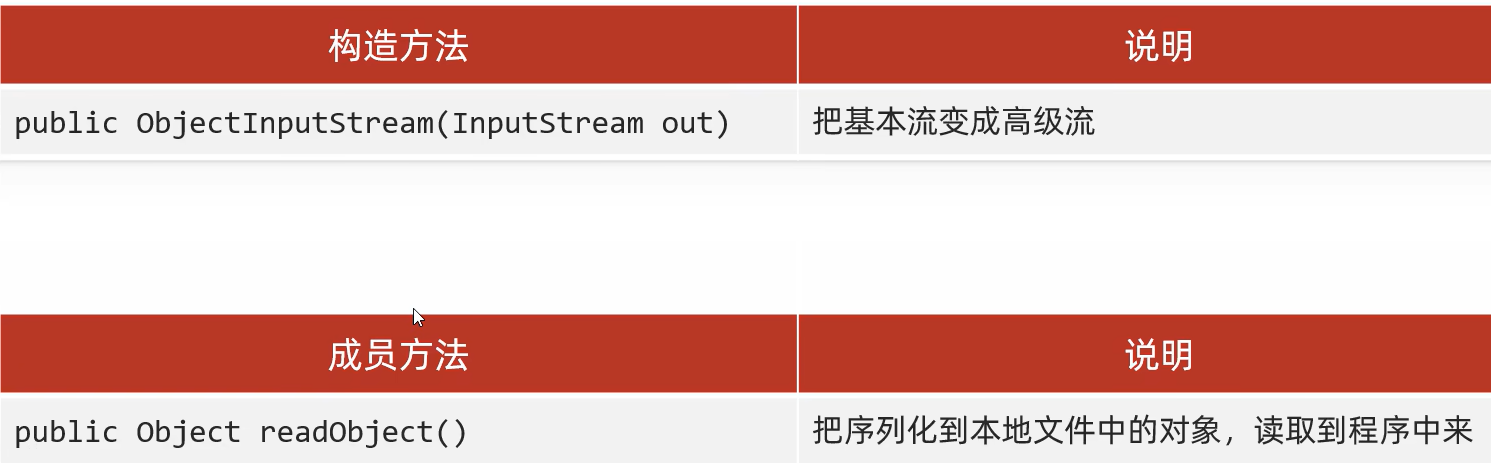 构造方法 说明
public ObjectInputStream(InputStream out) 把基本流变成高级流
成员方法 说明
public Object readObject() 把序列化到本地文件中的对象，读取到程序中来